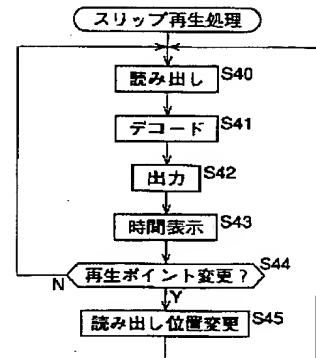 スリップ再生処理
読み出し S40
デコード S41
出力 S42
時間表示 S43
再生ポイント変更? S44
N
Y
読み出し位置変更 S45